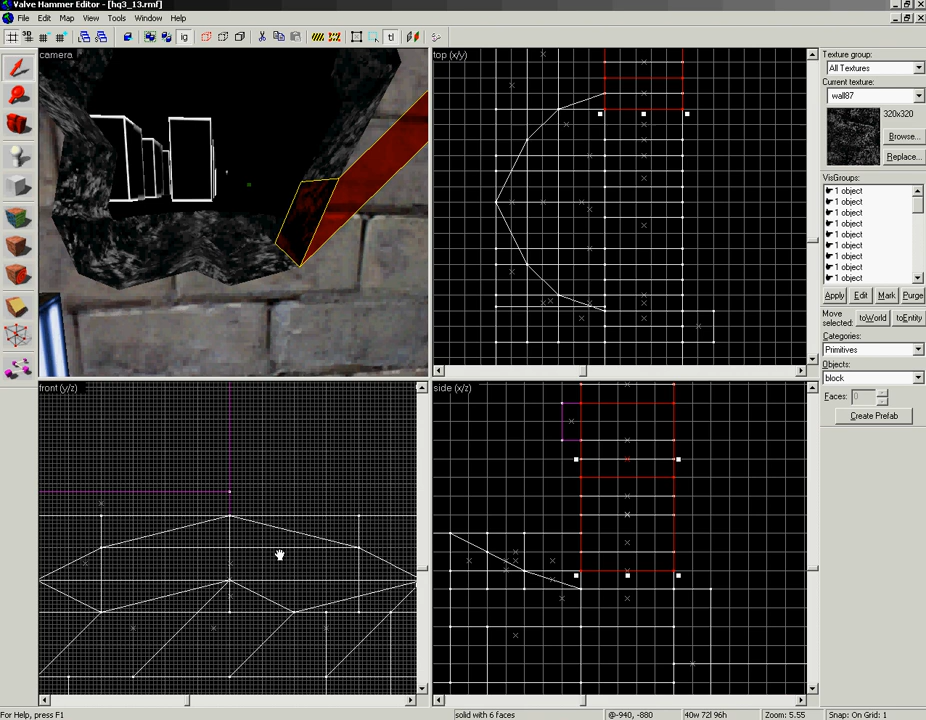 Valve Hammer Editor - [hq3_13.rmf]
File Edit Map View Tools Window Help
3D ig tl
camera
top (x/y)
Texture group:
All Textures
Current texture:
wall87
320x320
Browse...
Replace...
VisGroups:
1 object
1 object
1 object
1 object
1 object
1 object
1 object
1 object
1 object
Apply Edit Mark Purge
Move selected: toWorld toEntity
Categories:
Primitives
Objects:
block
Faces: 0
Create Prefab
front (y/z)
side (x/z)
For Help, press F1 solid with 6 faces @-940, -880 40w 72l 96h Zoom: 5.55 Snap: On Grid: 1